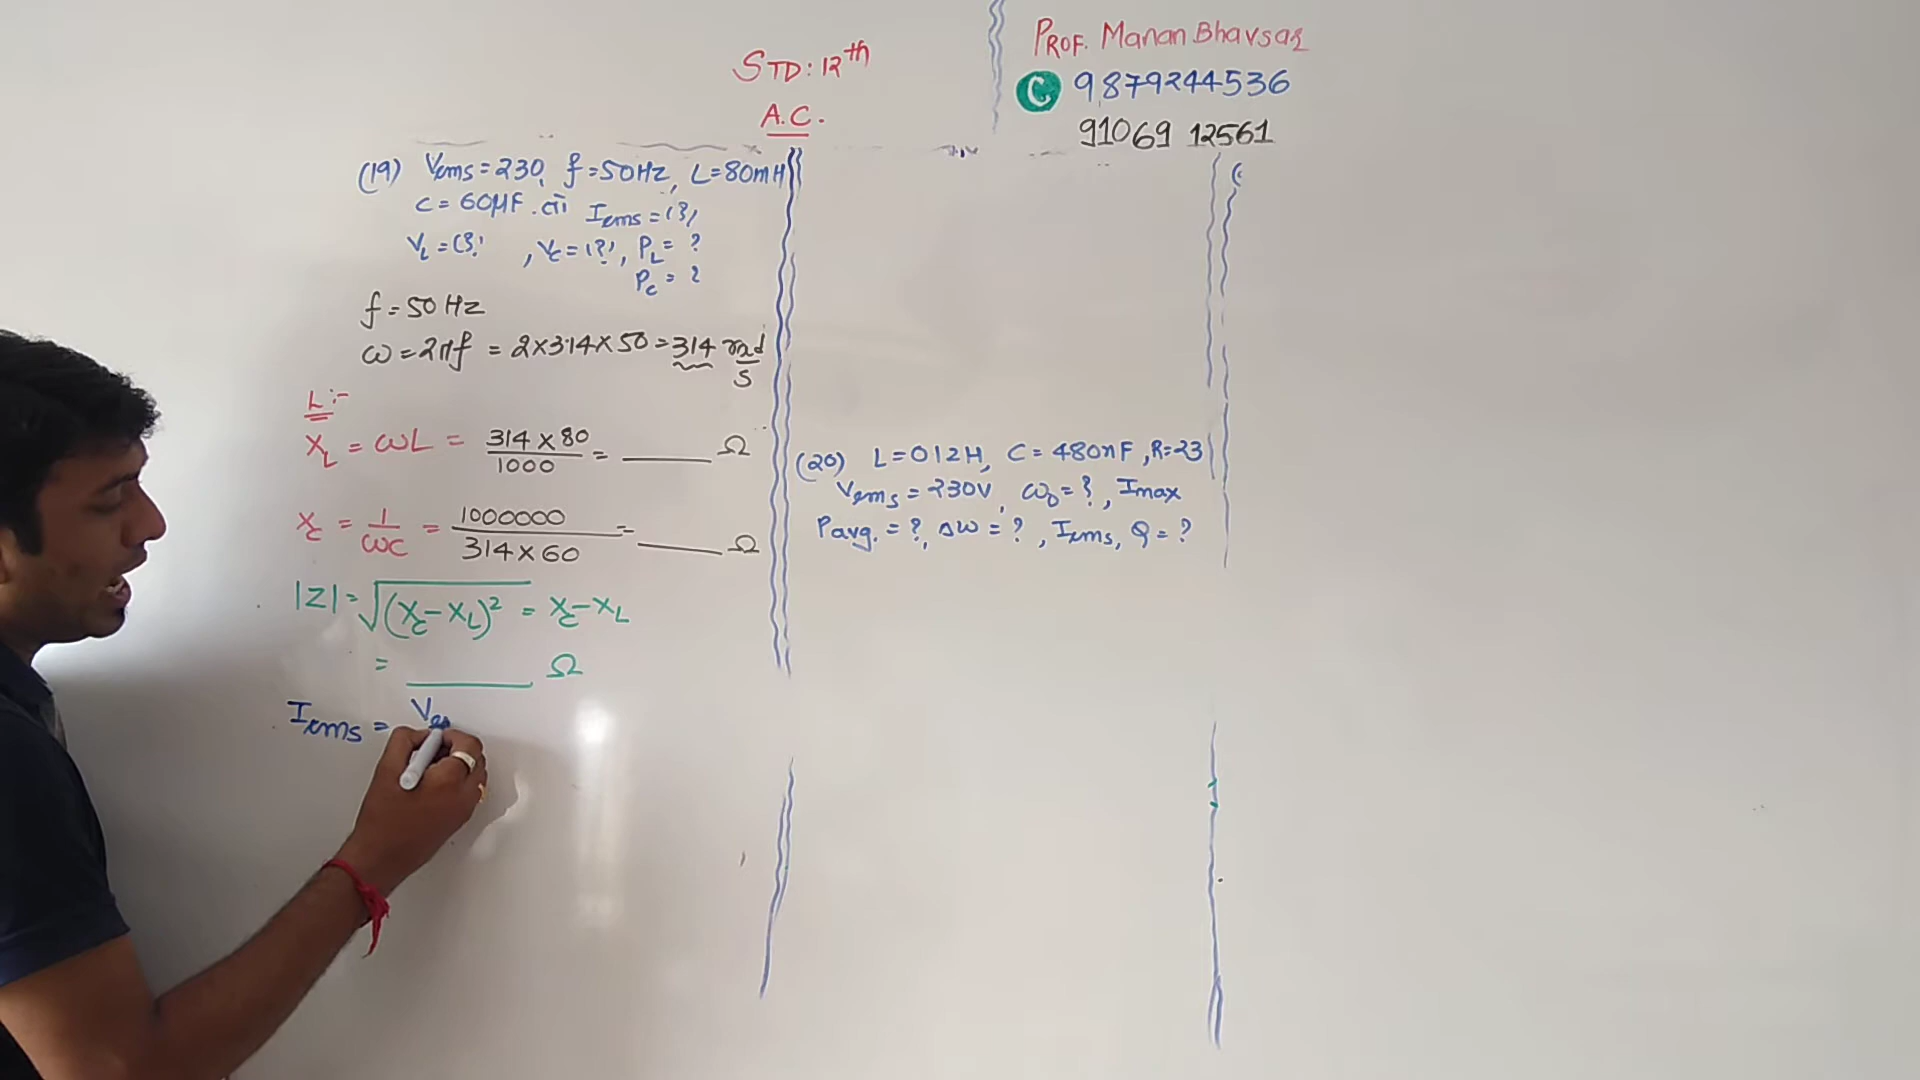 STD: 12th
A.C.
PROF. Manan Bhavsar
C 9879244536
91069 12561
(19) Vrms = 230, f = 50Hz, L = 80mH
C = 60μF. Irms = (?)
VL = (?) , VC = (?), PL = ?
PC = ?
f = 50 Hz
ω = 2πf = 2×3.14×50 = 314 rad/s
L :-
XL = ωL = 314 × 80 / 1000 = ____ Ω
XC = 1/ωC = 1000000 / 314 × 60 = ____ Ω
|Z| = √(XC - XL)² = XC - XL
= ____ Ω
Irms =
(20) L = 0.12H, C = 480nF, R = 23
Vrms = 230V, ω0 = ?, Imax
Pavg. = ?, Δω = ?, Irms, Q = ?
(